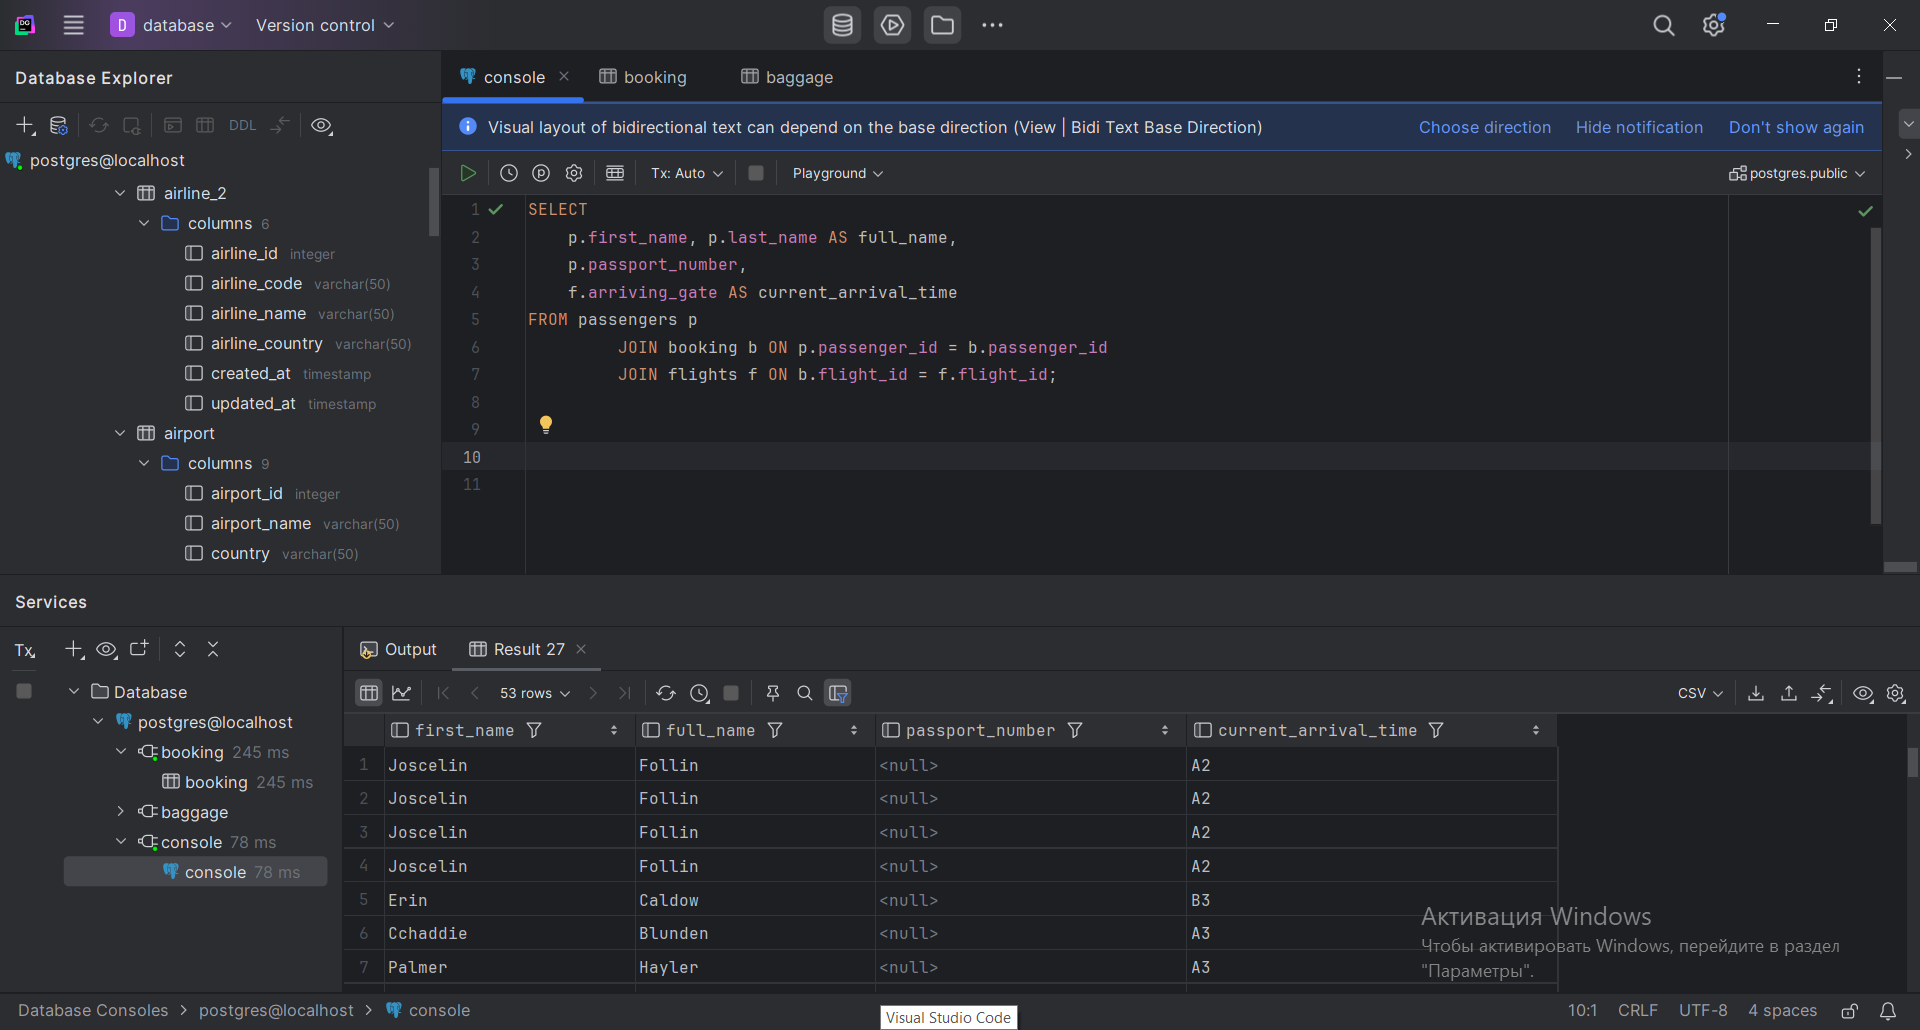 D database Version control
Database Explorer
console booking baggage
Visual layout of bidirectional text can depend on the base direction (View | Bidi Text Base Direction) Choose direction Hide notification Don't show again
DDL
Tx: Auto Playground postgres.public
postgres@localhost
airline_2
columns 6
airline_id integer
airline_code varchar(50)
airline_name varchar(50)
airline_country varchar(50)
created_at timestamp
updated_at timestamp
airport
columns 9
airport_id integer
airport_name varchar(50)
country varchar(50)
1 SELECT
2 p.first_name, p.last_name AS full_name,
3 p.passport_number,
4 f.arriving_gate AS current_arrival_time
5 FROM passengers p
6 JOIN booking b ON p.passenger_id = b.passenger_id
7 JOIN flights f ON b.flight_id = f.flight_id;
8
9
10
11
Services
Tx
Database
postgres@localhost
booking 245 ms
booking 245 ms
baggage
console 78 ms
console 78 ms
Output Result 27
53 rows CSV
first_name full_name passport_number current_arrival_time
1 Joscelin Follin <null> A2
2 Joscelin Follin <null> A2
3 Joscelin Follin <null> A2
4 Joscelin Follin <null> A2
5 Erin Caldow <null> B3
6 Cchaddie Blunden <null> A3
7 Palmer Hayler <null> A3
Активация Windows
Чтобы активировать Windows, перейдите в раздел
"Параметры".
Database Consoles > postgres@localhost > console
Visual Studio Code
10:1 CRLF UTF-8 4 spaces